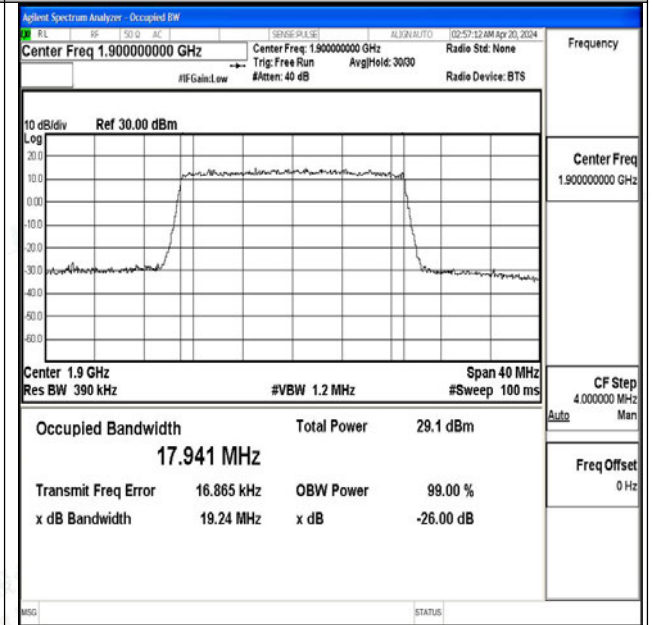 Agilent Spectrum Analyzer - Occupied BW
RL RF 50 Ω AC SENSE:PULSE ALIGN AUTO 02:57:12 AM Apr 20, 2024
Center Freq 1.900000000 GHz
Center Freq: 1.900000000 GHz
Radio Std: None
Trig: Free Run Avg|Hold: 30/30
#IFGain:Low #Atten: 40 dB Radio Device: BTS
Frequency
10 dB/div Ref 30.00 dBm
Log
20.0
10.0
0.00
-10.0
-20.0
-30.0
-40.0
-50.0
-60.0
Center 1.9 GHz Span 40 MHz
Res BW 390 kHz #VBW 1.2 MHz #Sweep 100 ms
Occupied Bandwidth Total Power 29.1 dBm
17.941 MHz
Transmit Freq Error 16.865 kHz OBW Power 99.00 %
x dB Bandwidth 19.24 MHz x dB -26.00 dB
Center Freq
1.900000000 GHz
CF Step
4.000000 MHz
Auto Man
Freq Offset
0 Hz
MSG STATUS